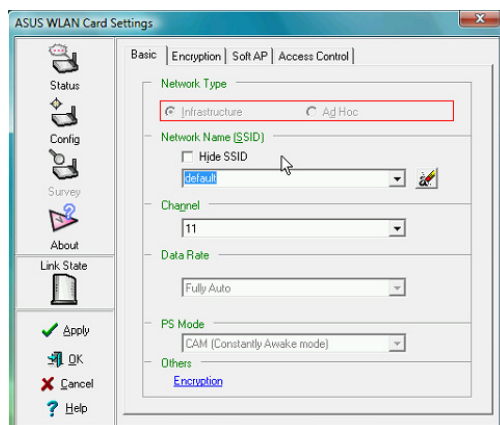 ASUS WLAN Card Settings
Status
Config
Survey
About
Link State
Apply
OK
Cancel
Help
Basic
Encryption
Soft AP
Access Control
Network Type
Infrastructure
Ad Hoc
Network Name (SSID)
Hide SSID
default
Channel
11
Data Rate
Fully Auto
PS Mode
CAM (Constantly Awake mode)
Others
Encryption